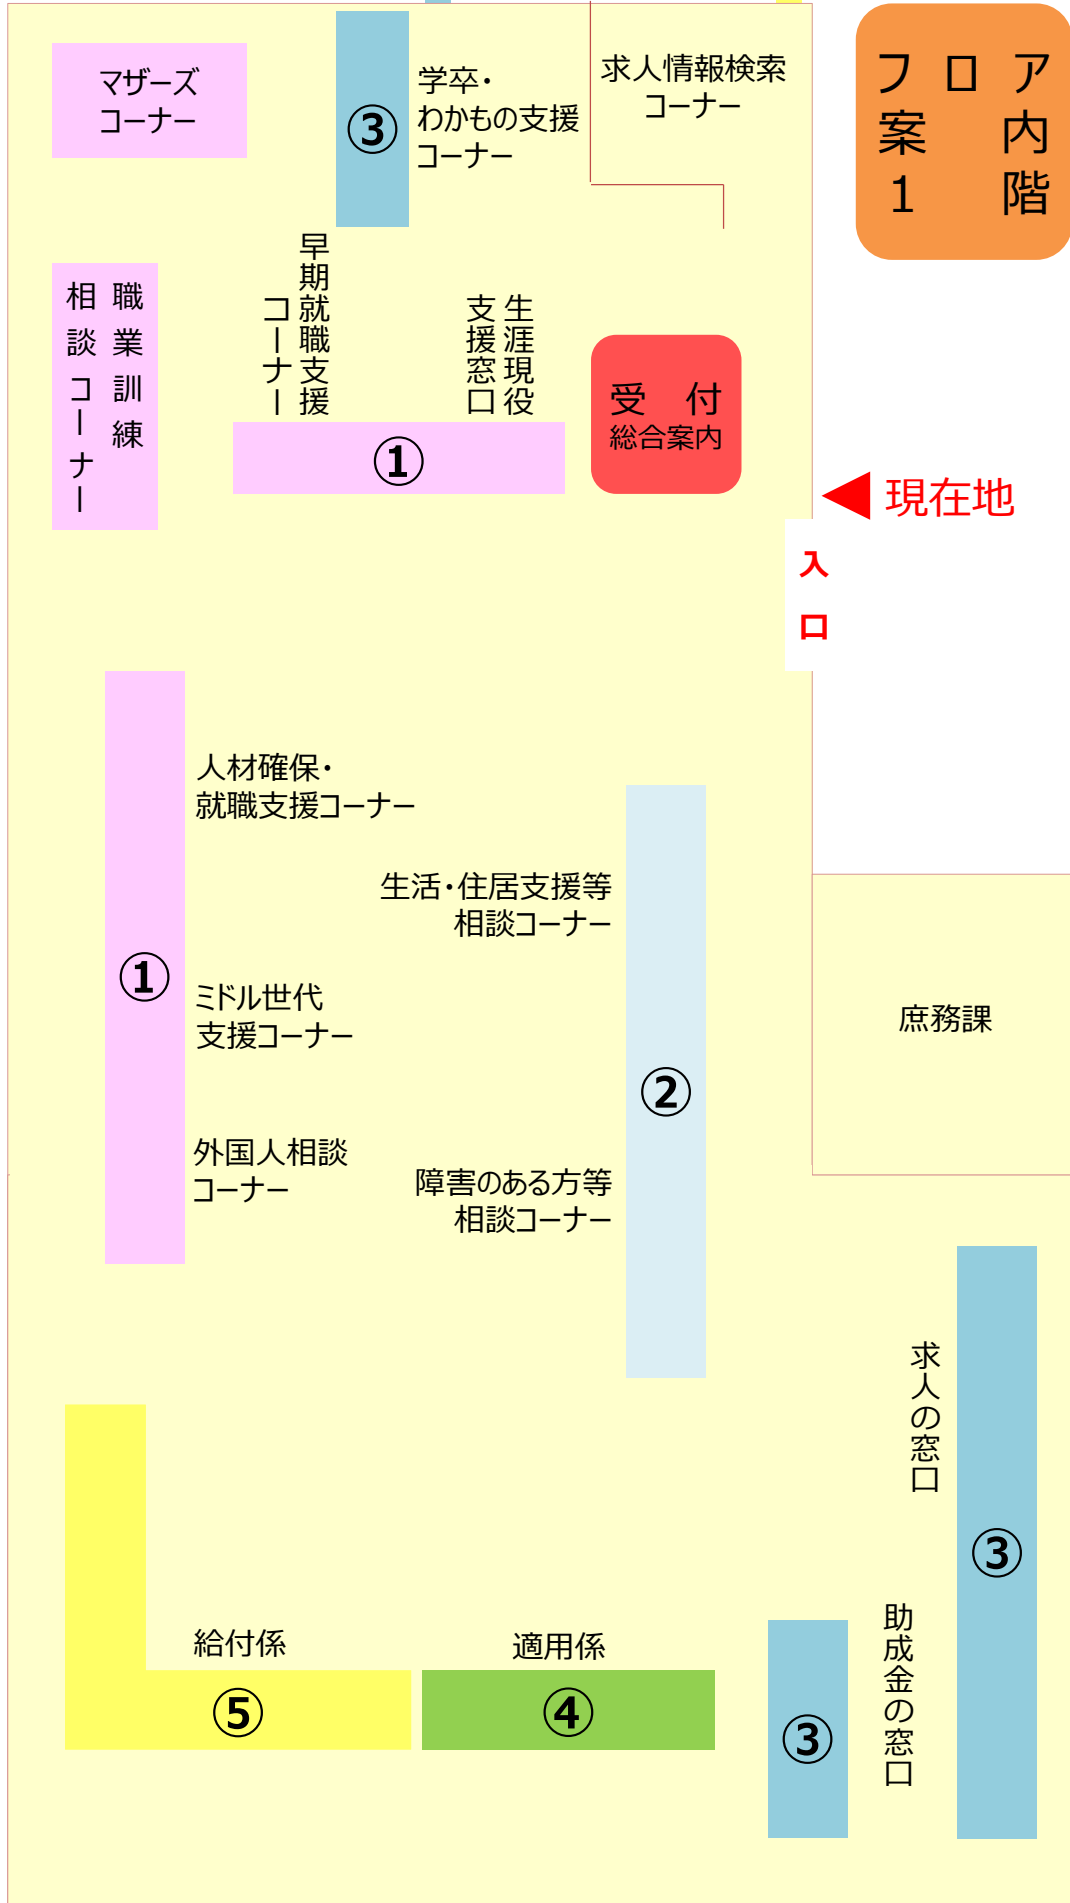 フロア
案内
1階
マザーズ
コーナー
③
学卒・
わかもの支援
コーナー
求人情報検索
コーナー
職業訓練
相談コーナー
早期就職支援
コーナー
生涯現役
支援窓口
①
受付
総合案内
現在地
入口
人材確保・
就職支援コーナー
①
ミドル世代
支援コーナー
外国人相談
コーナー
生活・住居支援等
相談コーナー
②
障害のある方等
相談コーナー
庶務課
求人の窓口
③
助成金の窓口
③
給付係
⑤
適用係
④